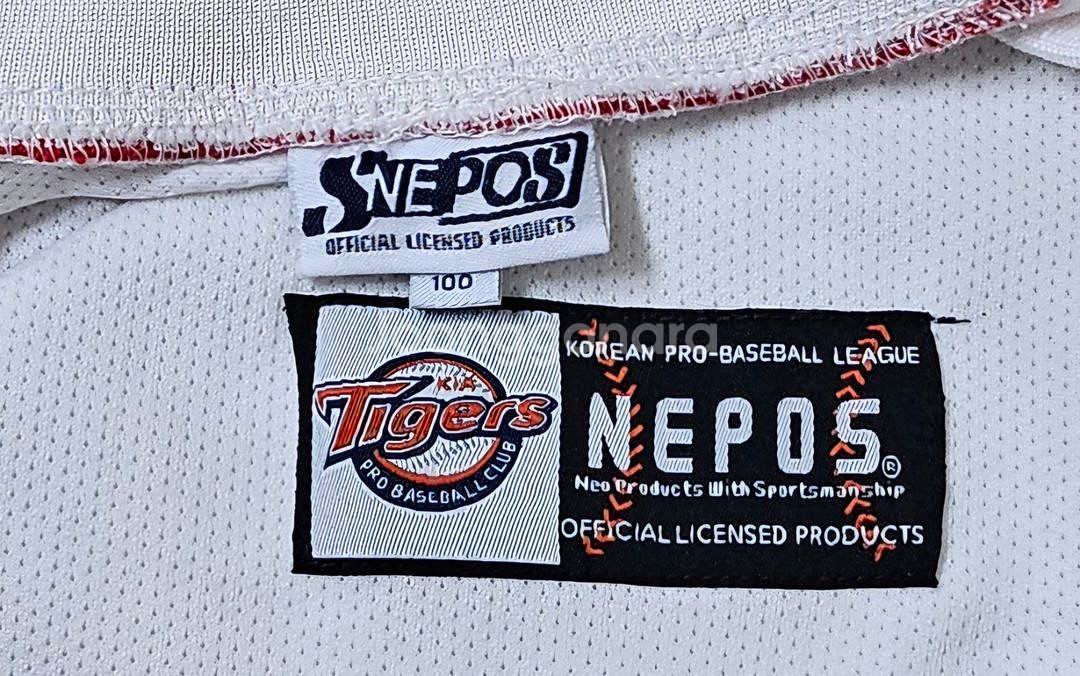 SNEPOS
OFFICIAL LICENSED PRODUCTS
100
KIA
Tigers
PRO BASEBALL CLUB
KOREAN PRO-BASEBALL LEAGUE
NEPOS®
Neo Products With Sportsmanship
OFFICIAL LICENSED PRODUCTS